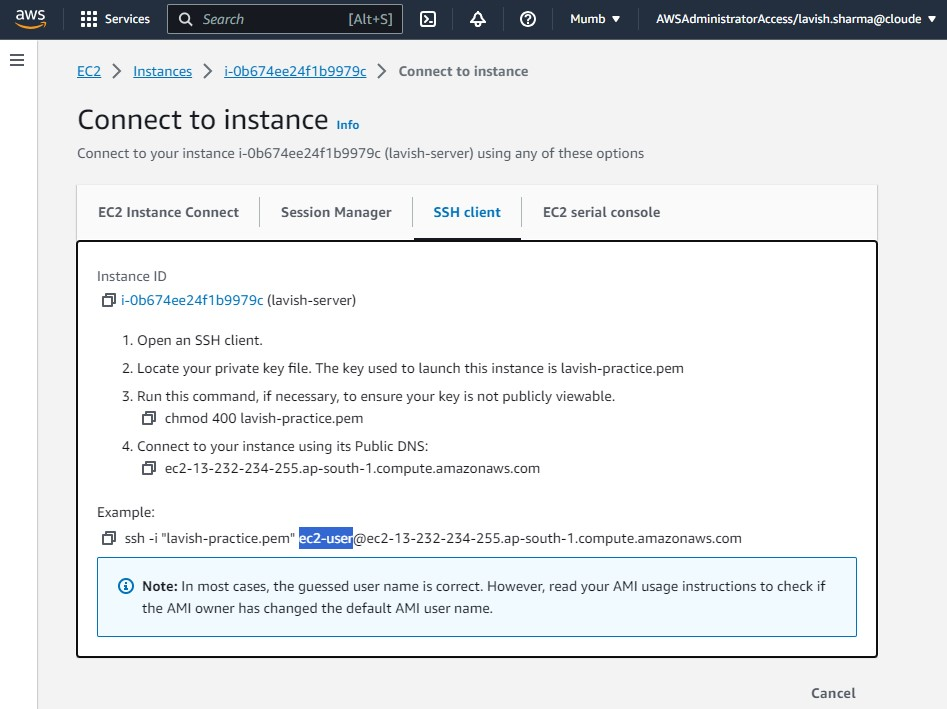 aws Services Search [Alt+S] Mumb AWSAdministratorAccess/lavish.sharma@cloude
EC2 Instances i-0b674ee24f1b9979c Connect to instance
Connect to instance Info
Connect to your instance i-0b674ee24f1b9979c (lavish-server) using any of these options
EC2 Instance Connect Session Manager SSH client EC2 serial console
Instance ID
i-0b674ee24f1b9979c (lavish-server)
1. Open an SSH client.
2. Locate your private key file. The key used to launch this instance is lavish-practice.pem
3. Run this command, if necessary, to ensure your key is not publicly viewable.
chmod 400 lavish-practice.pem
4. Connect to your instance using its Public DNS:
ec2-13-232-234-255.ap-south-1.compute.amazonaws.com
Example:
ssh -i "lavish-practice.pem" ec2-user@ec2-13-232-234-255.ap-south-1.compute.amazonaws.com
Note: In most cases, the guessed user name is correct. However, read your AMI usage instructions to check if
the AMI owner has changed the default AMI user name.
Cancel